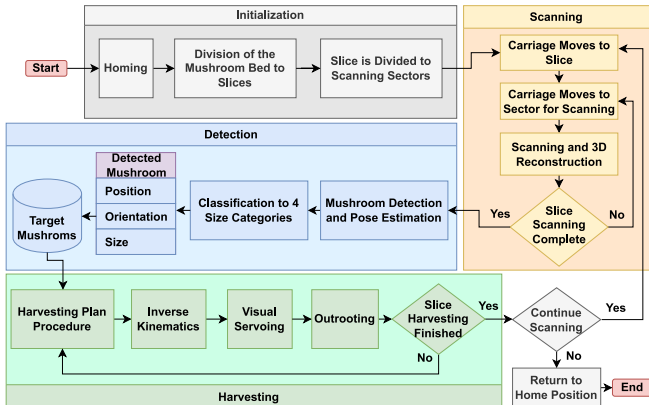 Initialization
Start
Homing
Division of the
Mushroom Bed to
Slices
Slice is Divided to
Scanning Sectors
Scanning
Carriage Moves to
Slice
Carriage Moves to
Sector for Scanning
Scanning and 3D
Reconstruction
Slice
Scanning
Complete
Yes
No
Detection
Mushroom Detection
and Pose Estimation
Classification to 4
Size Categories
Detected
Mushroom
Position
Orientation
Size
Target
Mushroms
Harvesting Plan
Procedure
Inverse
Kinematics
Visual
Servoing
Outrooting
Slice
Harvesting
Finished
Yes
No
Harvesting
Continue
Scanning
Yes
No
Return to
Home Position
End